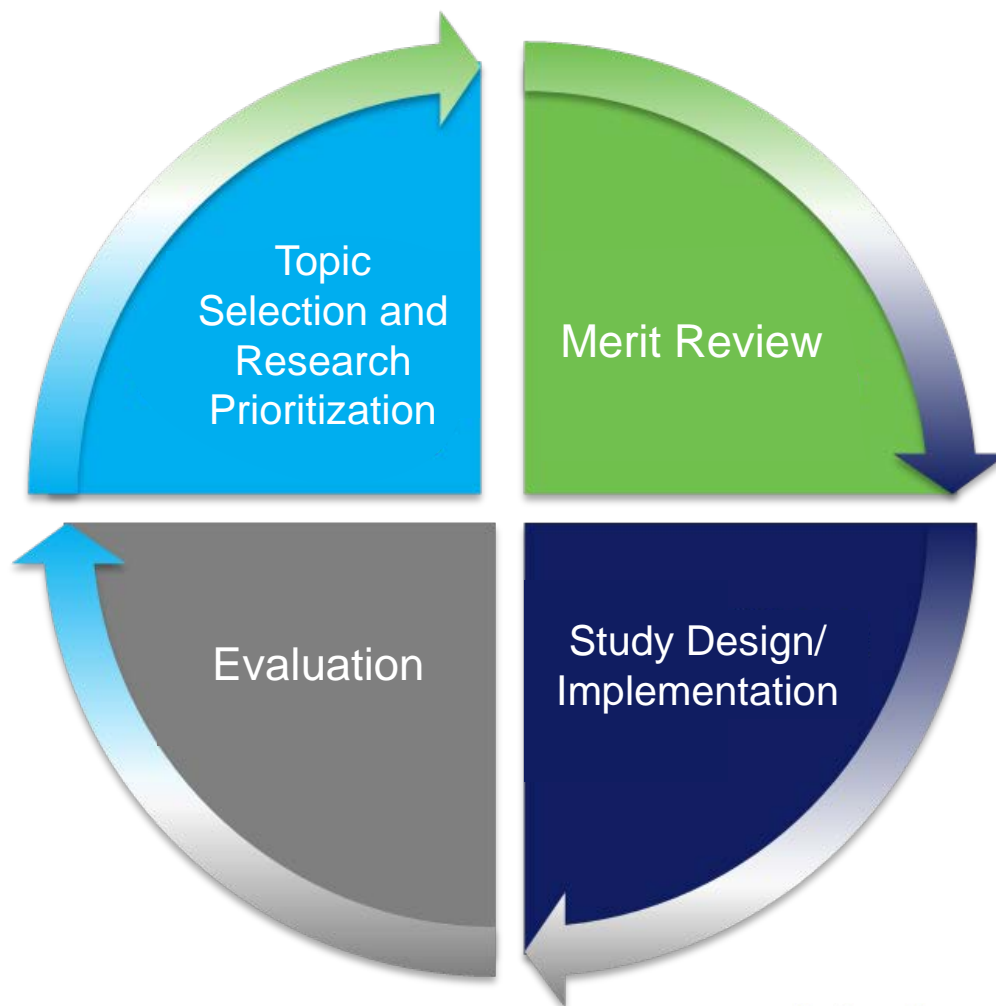 Topic
Selection and
Research
Prioritization
Merit Review
Evaluation
Study Design/
Implementation